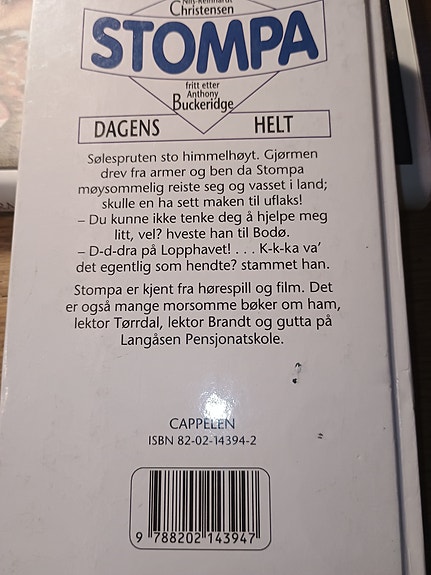 Nils-Reinhardt
Christensen
STOMPA
fritt etter
Anthony
Buckeridge
DAGENS HELT
Sølespruten sto himmelhøyt. Gjørmen
drev fra armer og ben da Stompa
møysommelig reiste seg og vasset i land;
skulle en ha sett maken til uflaks!
– Du kunne ikke tenke deg å hjelpe meg
litt, vel? hveste han til Bodø.
– D-d-dra på Lopphavet! . . . K-k-ka va'
det egentlig som hendte? stammet han.
Stompa er kjent fra hørespill og film. Det
er også mange morsomme bøker om ham,
lektor Tørrdal, lektor Brandt og gutta på
Langåsen Pensjonatskole.
CAPPELEN
ISBN 82-02-14394-2
9 788202 143947